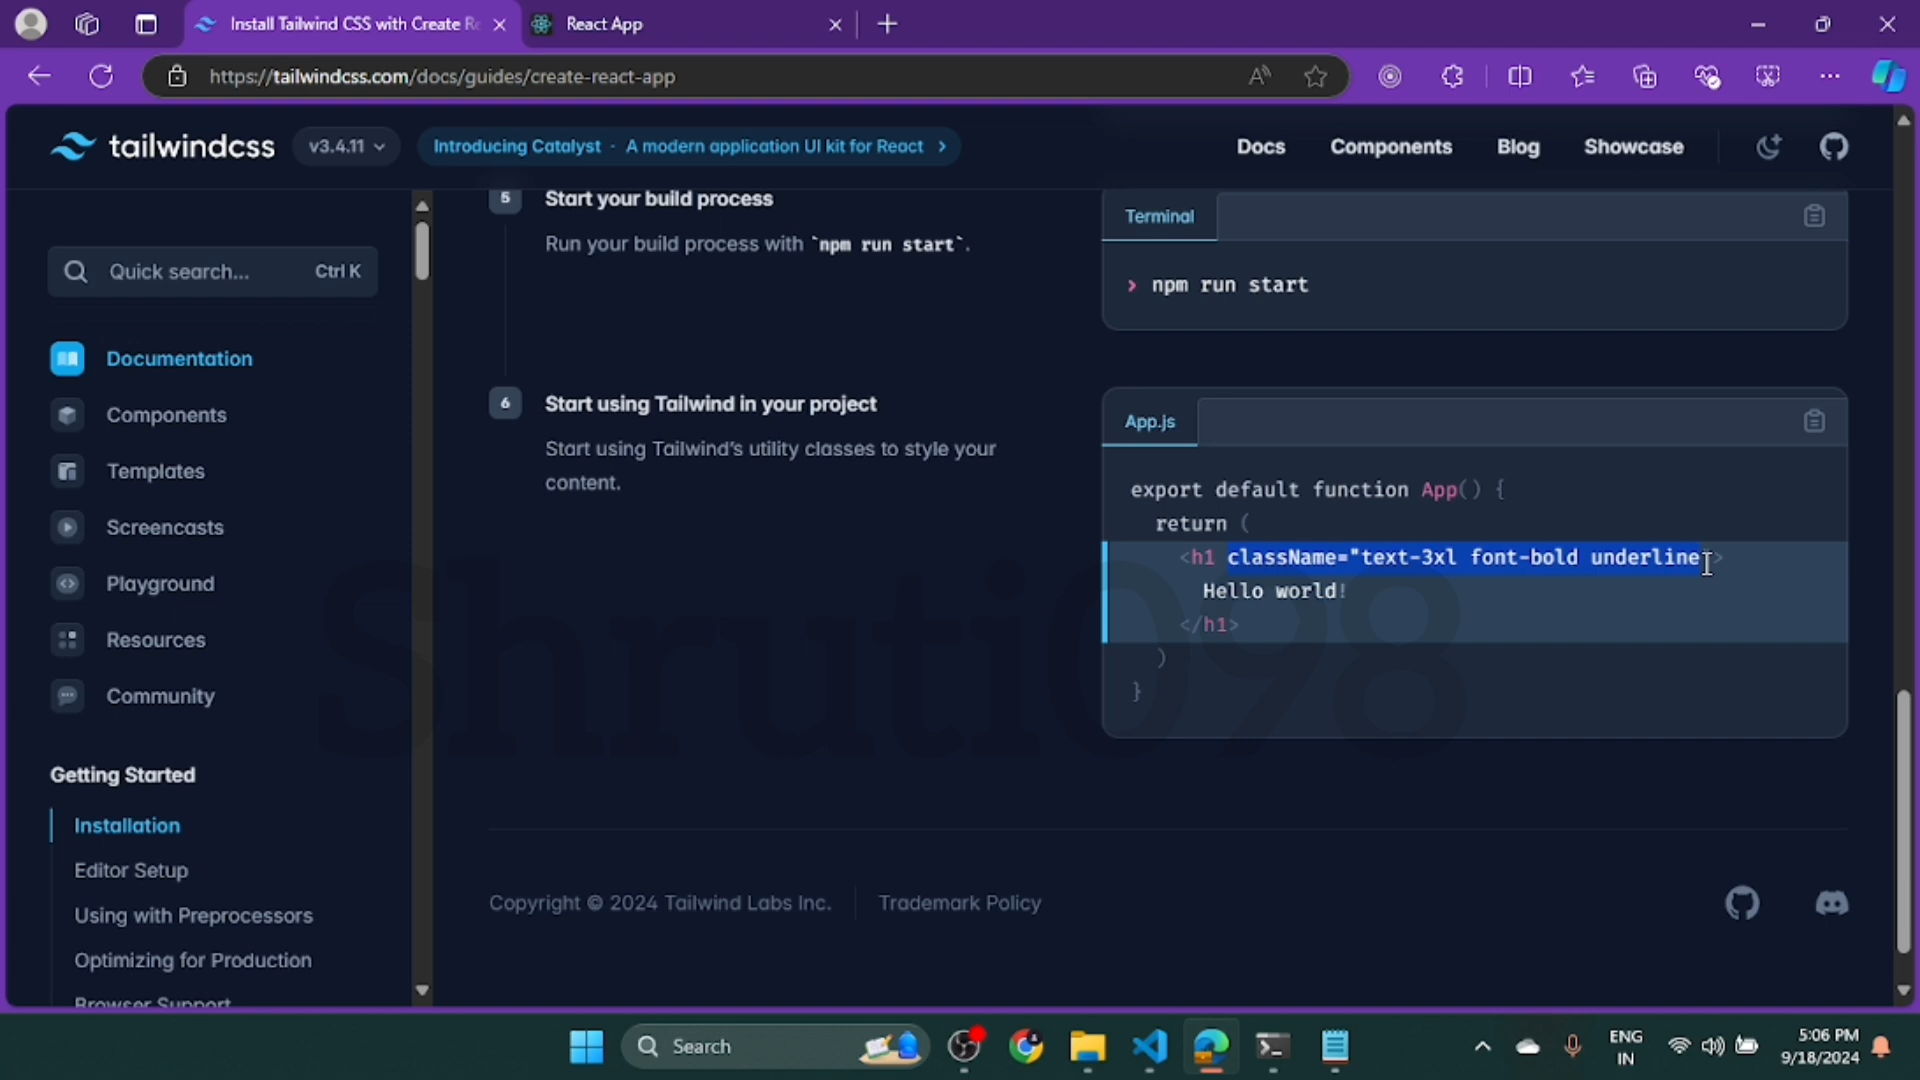 Install Tailwind CSS with Create Re
React App
https://tailwindcss.com/docs/guides/create-react-app
tailwindcss
v3.4.11
Introducing Catalyst · A modern application UI kit for React
Docs
Components
Blog
Showcase
Quick search...
Ctrl K
Documentation
Components
Templates
Screencasts
Playground
Resources
Community
Getting Started
Installation
Editor Setup
Using with Preprocessors
Optimizing for Production
Browser Support
5
Start your build process
Run your build process with `npm run start`.
Terminal
> npm run start
6
Start using Tailwind in your project
Start using Tailwind's utility classes to style your
content.
App.js
export default function App() {
return (
<h1 className="text-3xl font-bold underline">
Hello world!
</h1>
)
}
Shruti098
Copyright © 2024 Tailwind Labs Inc.
Trademark Policy
Search
ENG
IN
5:06 PM
9/18/2024